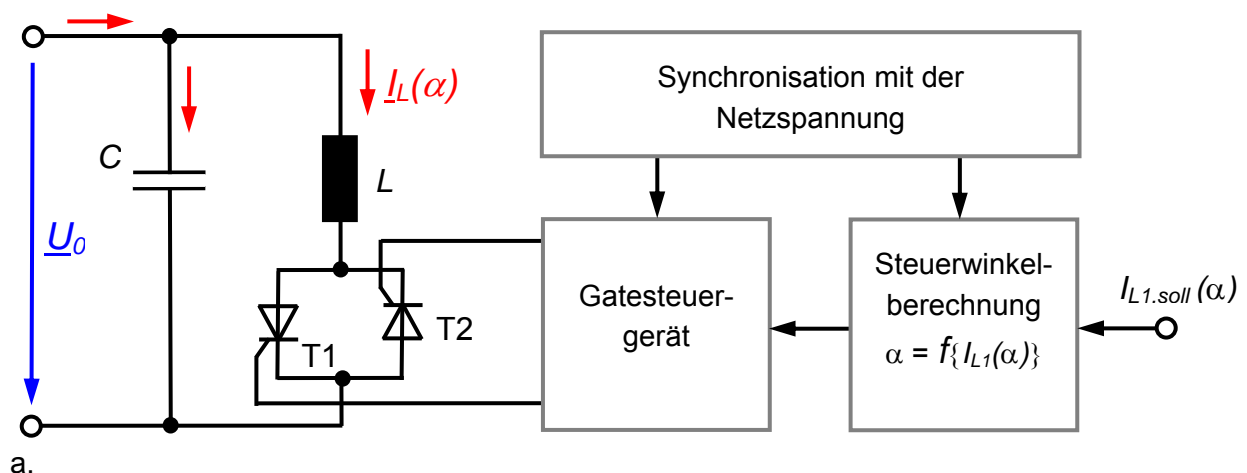 I_L(α)
C
L
U_0
T1
T2
Synchronisation mit der
Netzspannung
Gatesteuer-
gerät
Steuerwinkel-
berechnung
α = f{I_L1(α)}
I_L1.soll(α)
a.